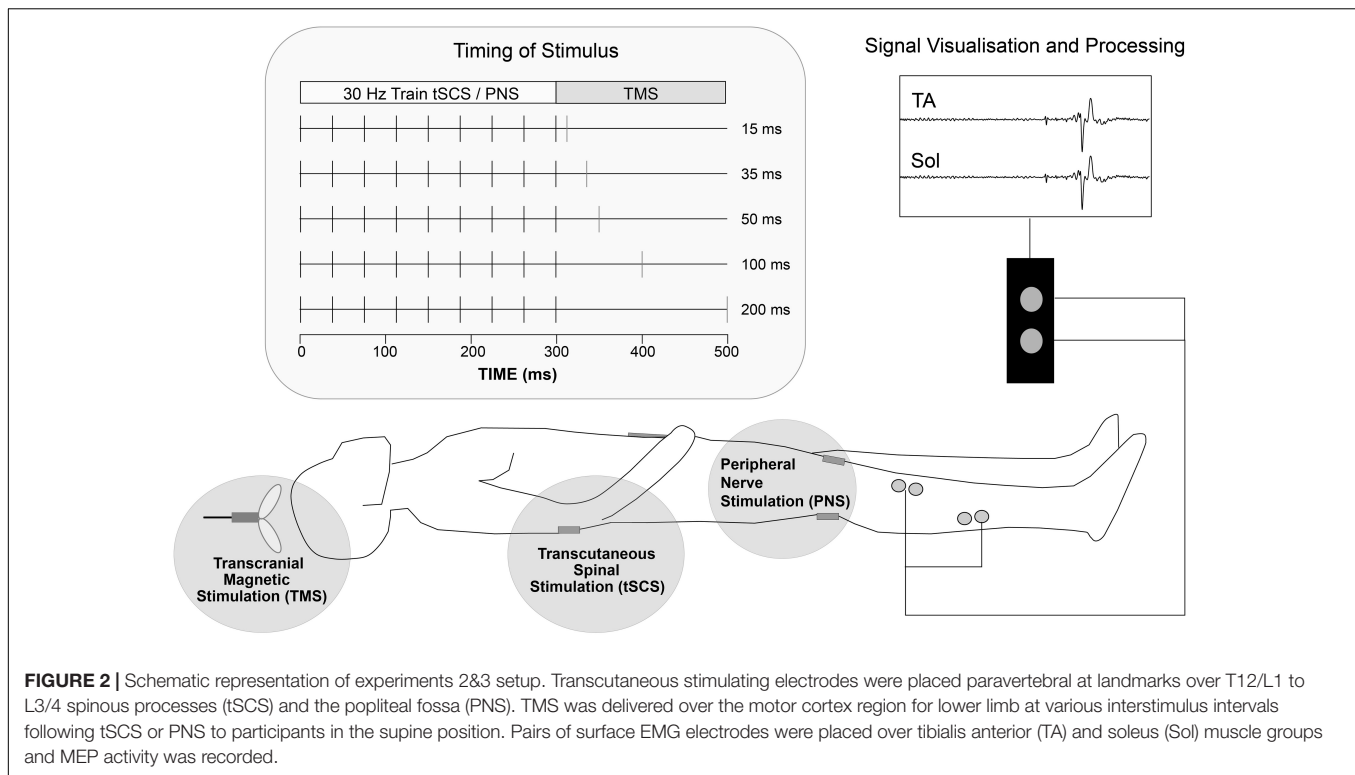 Timing of Stimulus
30 Hz Train tSCS / PNS
TMS
15 ms
35 ms
50 ms
100 ms
200 ms
0
100
200
300
400
500
TIME (ms)
Signal Visualisation and Processing
TA
Sol
Transcranial
Magnetic
Stimulation (TMS)
Transcutaneous
Spinal
Stimulation (tSCS)
Peripheral
Nerve
Stimulation (PNS)
FIGURE 2 | Schematic representation of experiments 2&3 setup. Transcutaneous stimulating electrodes were placed paravertebral at landmarks over T12/L1 to
L3/4 spinous processes (tSCS) and the popliteal fossa (PNS). TMS was delivered over the motor cortex region for lower limb at various interstimulus intervals
following tSCS or PNS to participants in the supine position. Pairs of surface EMG electrodes were placed over tibialis anterior (TA) and soleus (Sol) muscle groups
and MEP activity was recorded.